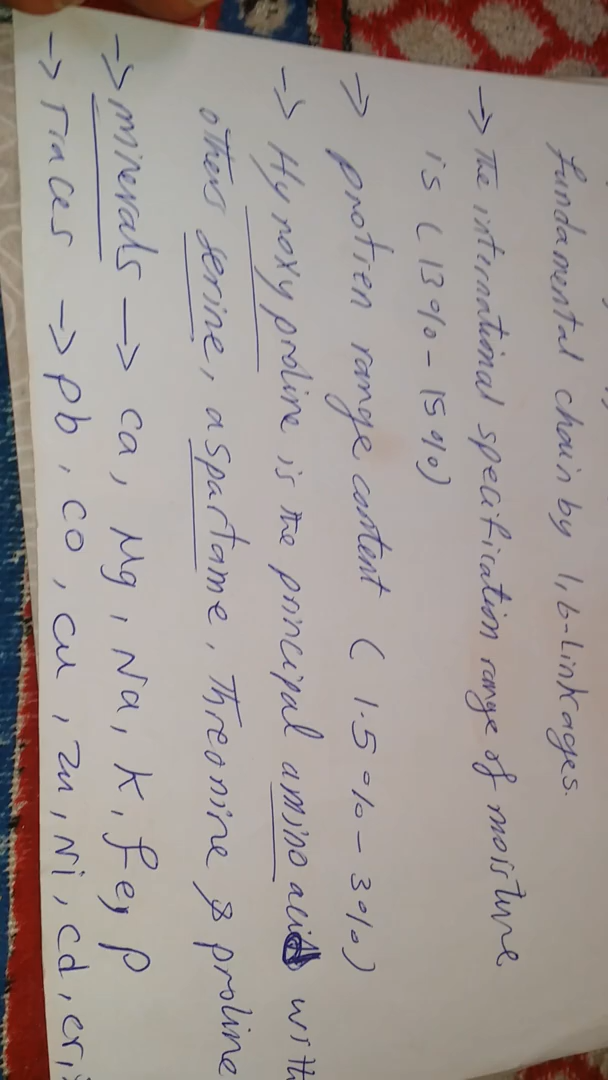 fundamental chain by 1,6-linkages.
→ The international specification range of moisture
is (13%-15%)
→ protien range content (1.5%-3%)
→ Hyroxyproline is the principal amino acid with
others serine, aspartame, threonine & proline
→ minerals → Ca, Mg, Na, K, Fe, P
→ Traces → Pb, Co, Cu, Zn, Ni, Cd, Cr,